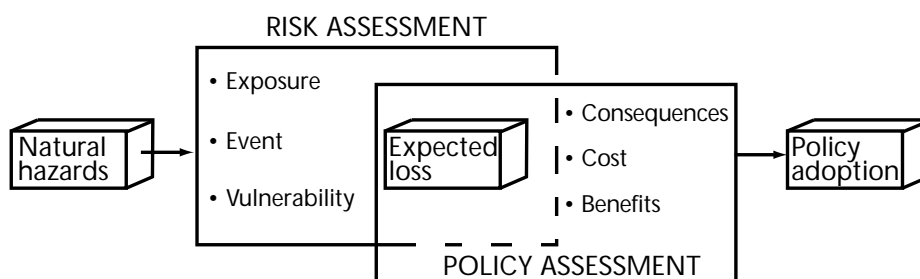 RISK ASSESSMENT
• Exposure
• Event
• Vulnerability
Natural
hazards
Expected
loss
• Consequences
• Cost
• Benefits
Policy
adoption
POLICY ASSESSMENT